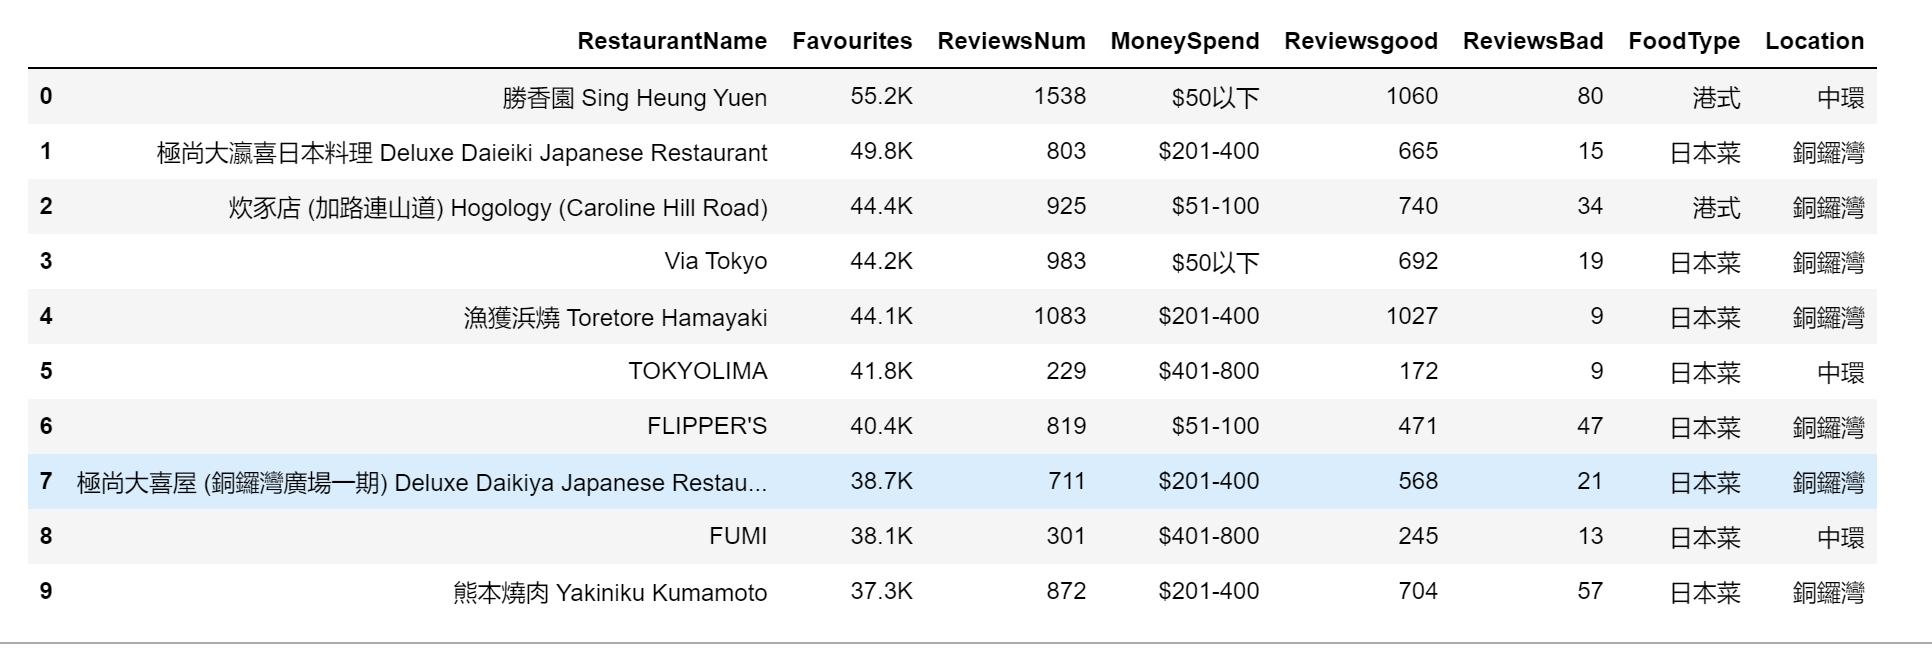 RestaurantName Favourites ReviewsNum MoneySpend Reviewsgood ReviewsBad FoodType Location
0 勝香園 Sing Heung Yuen 55.2K 1538 $50以下 1060 80 港式 中環
1 極尚大瀛喜日本料理 Deluxe Daieiki Japanese Restaurant 49.8K 803 $201-400 665 15 日本菜 銅鑼灣
2 炊豕店 (加路連山道) Hogology (Caroline Hill Road) 44.4K 925 $51-100 740 34 港式 銅鑼灣
3 Via Tokyo 44.2K 983 $50以下 692 19 日本菜 銅鑼灣
4 漁獲浜燒 Toretore Hamayaki 44.1K 1083 $201-400 1027 9 日本菜 銅鑼灣
5 TOKYOLIMA 41.8K 229 $401-800 172 9 日本菜 中環
6 FLIPPER'S 40.4K 819 $51-100 471 47 日本菜 銅鑼灣
7 極尚大喜屋 (銅鑼灣廣場一期) Deluxe Daikiya Japanese Restau... 38.7K 711 $201-400 568 21 日本菜 銅鑼灣
8 FUMI 38.1K 301 $401-800 245 13 日本菜 中環
9 熊本燒肉 Yakiniku Kumamoto 37.3K 872 $201-400 704 57 日本菜 銅鑼灣